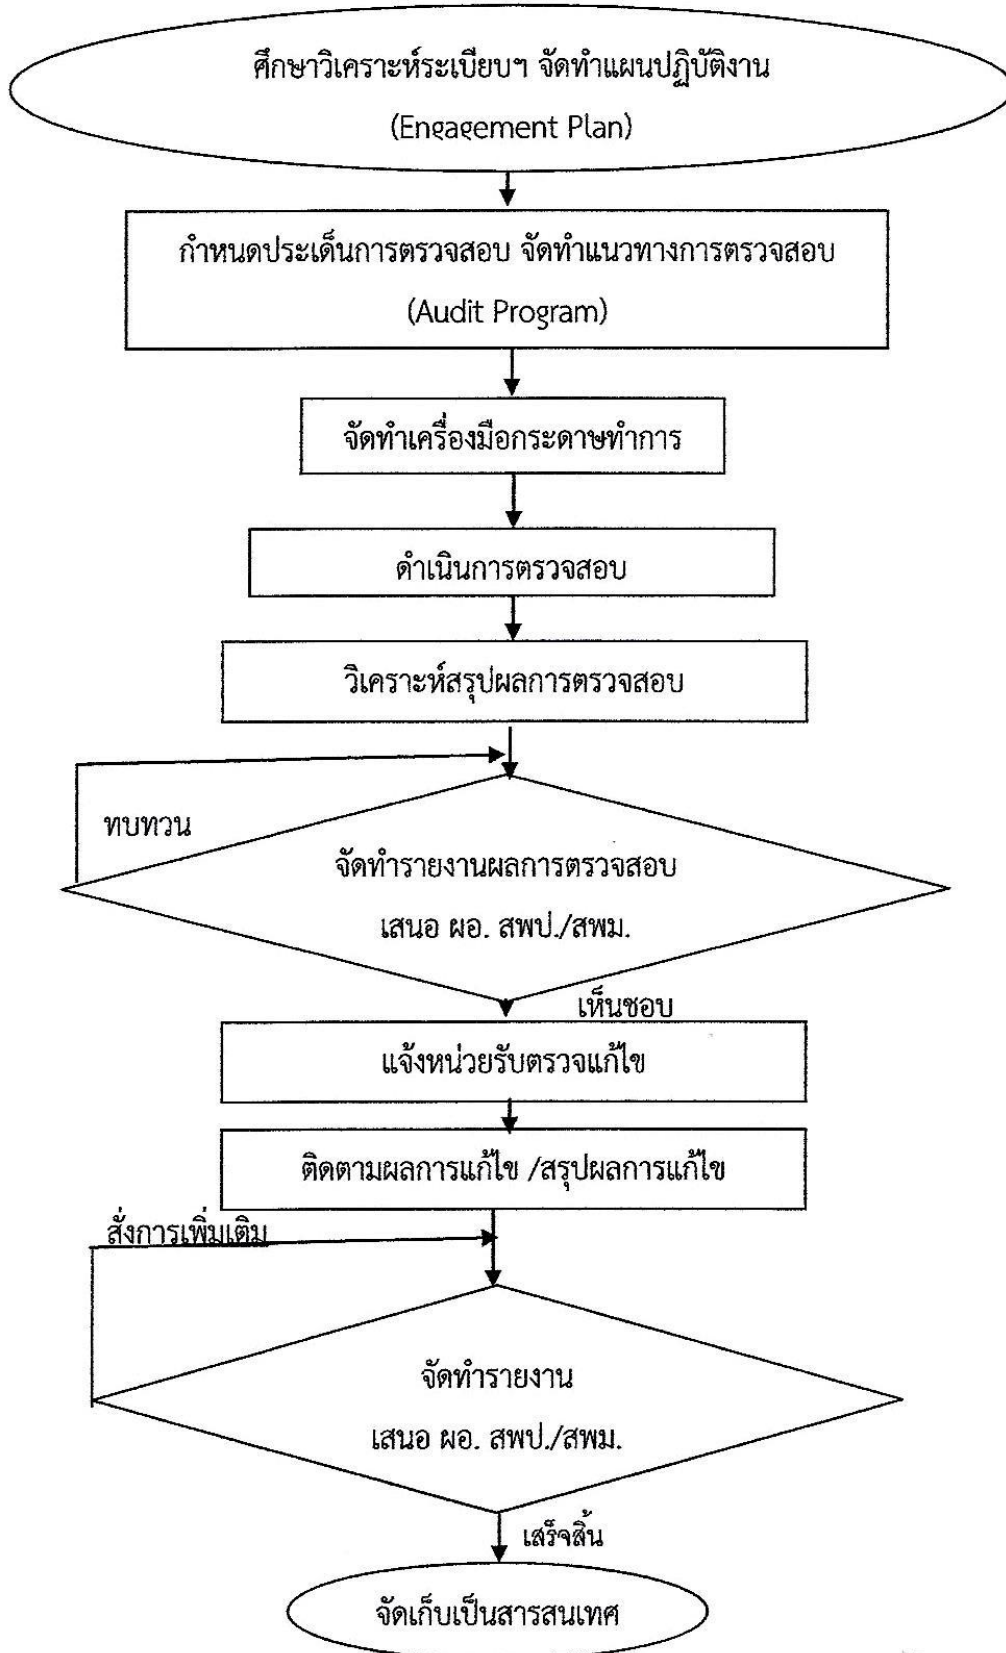 ศึกษาวิเคราะห์ระเบียบฯ จัดทำแผนปฏิบัติงาน
(Engagement Plan)
กำหนดประเด็นการตรวจสอบ จัดทำแนวทางการตรวจสอบ
(Audit Program)
จัดทำเครื่องมือกระดาษทำการ
ดำเนินการตรวจสอบ
วิเคราะห์สรุปผลการตรวจสอบ
ทบทวน
จัดทำรายงานผลการตรวจสอบ
เสนอ ผอ. สพป./สพม.
เห็นชอบ
แจ้งหน่วยรับตรวจแก้ไข
ติดตามผลการแก้ไข /สรุปผลการแก้ไข
สั่งการเพิ่มเติม
จัดทำรายงาน
เสนอ ผอ. สพป./สพม.
เสร็จสิ้น
จัดเก็บเป็นสารสนเทศ